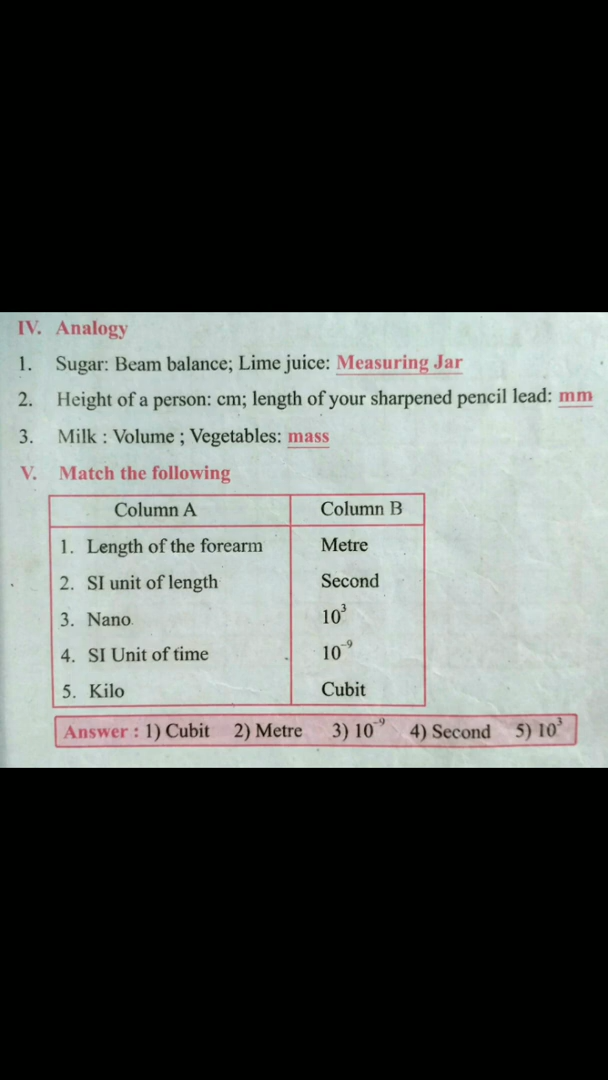 IV. Analogy
1. Sugar: Beam balance; Lime juice: Measuring Jar
2. Height of a person: cm; length of your sharpened pencil lead: mm
3. Milk : Volume ; Vegetables: mass
V. Match the following
Column A Column B
1. Length of the forearm Metre
2. SI unit of length Second
3. Nano 10³
4. SI Unit of time 10⁻⁹
5. Kilo Cubit
Answer : 1) Cubit 2) Metre 3) 10⁻⁹ 4) Second 5) 10³